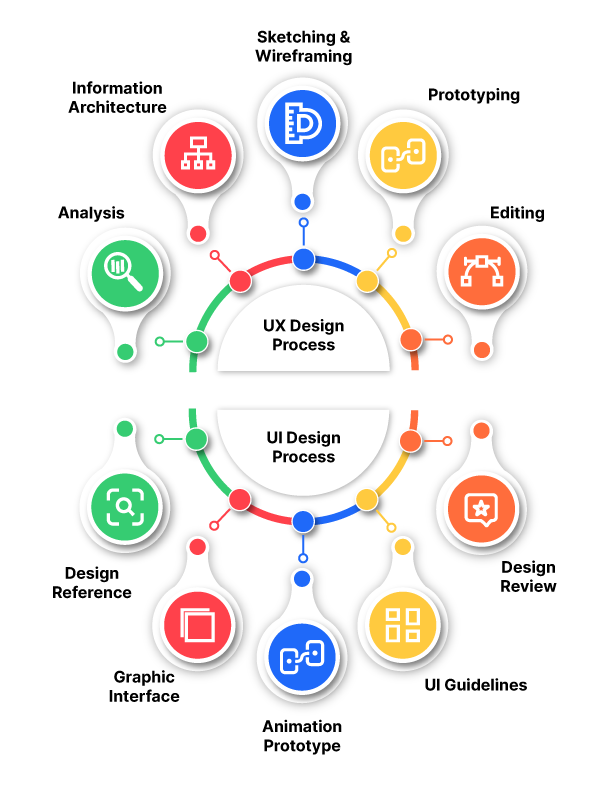 Sketching &
Wireframing
Information
Architecture
Prototyping
Analysis
Editing
UX Design
Process
UI Design
Process
Design
Reference
Design
Review
Graphic
Interface
UI Guidelines
Animation
Prototype